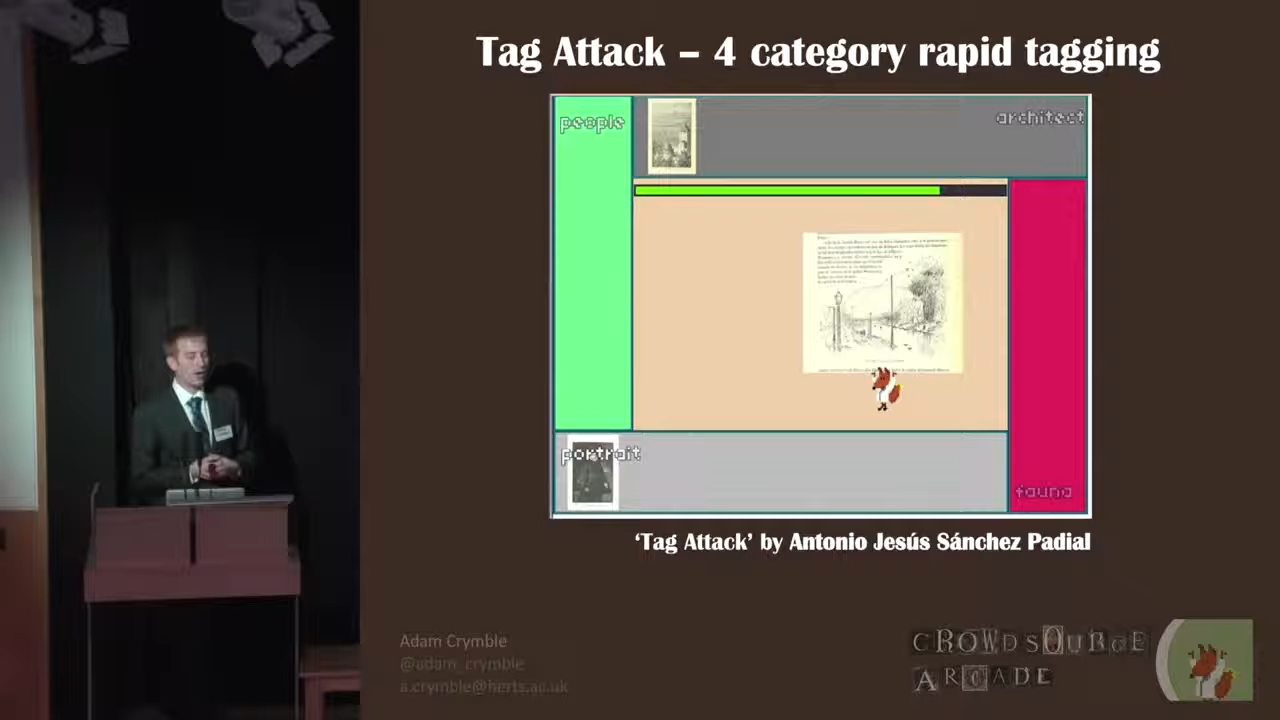 Tag Attack – 4 category rapid tagging
people
architect
portrait
fauna
‘Tag Attack’ by Antonio Jesús Sánchez Padial
Adam Crymble
@adam_crymble
a.crymble@herts.ac.uk
CROWDSOURCE
ARCADE